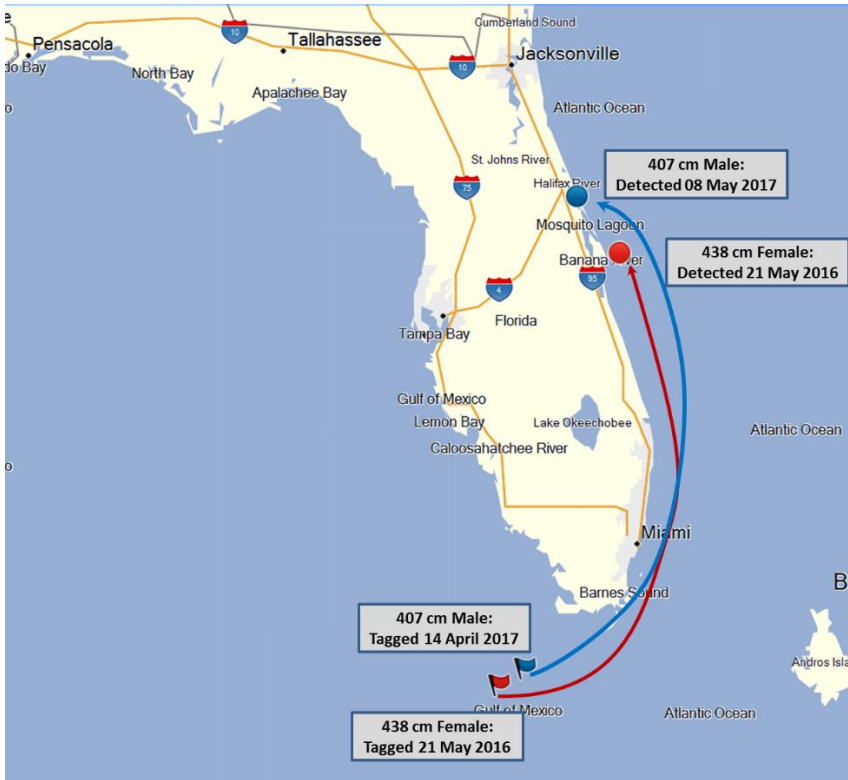 Cumberland Sound
10
Pensacola
Tallahassee
Jacksonville
do Bay
North Bay
10
Apalachee Bay
Atlantic Ocean
o
St. Johns River
407 cm Male:
Detected 08 May 2017
75
Halifax River
Mosquito Lagoon
438 cm Female:
Detected 21 May 2016
Banana River
95
4
Florida
Tampa Bay
Gulf of Mexico
Lemon Bay
Lake Okeechobee
Atlantic Ocean
Caloosahatchee River
o
Miami
Barnes Sound
B
407 cm Male:
Tagged 14 April 2017
Andros Isla
Gulf of Mexico
Atlantic Ocean
438 cm Female:
Tagged 21 May 2016